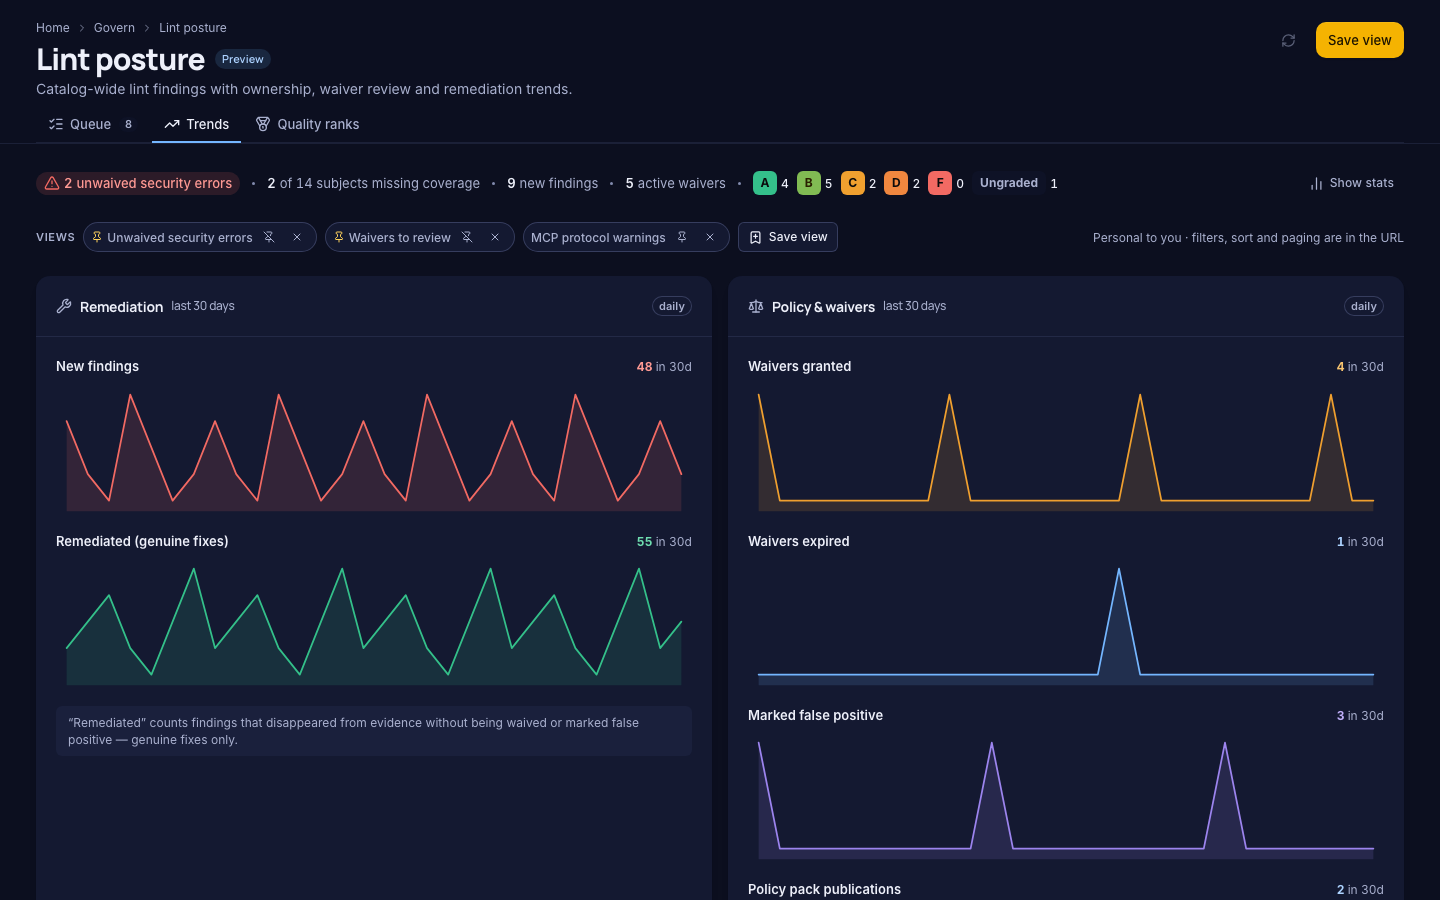 Home > Govern > Lint posture
Lint posture Preview
Catalog-wide lint findings with ownership, waiver review and remediation trends.
Save view
Queue 8 Trends Quality ranks
2 unwaived security errors • 2 of 14 subjects missing coverage • 9 new findings • 5 active waivers • A 4 B 5 C 2 D 2 F 0 Ungraded 1 Show stats
VIEWS Unwaived security errors Waivers to review MCP protocol warnings Save view Personal to you · filters, sort and paging are in the URL
Remediation last 30 days daily
New findings 48 in 30d
Remediated (genuine fixes) 55 in 30d
“Remediated” counts findings that disappeared from evidence without being waived or marked false
positive — genuine fixes only.
Policy & waivers last 30 days daily
Waivers granted 4 in 30d
Waivers expired 1 in 30d
Marked false positive 3 in 30d
Policy pack publications 2 in 30d